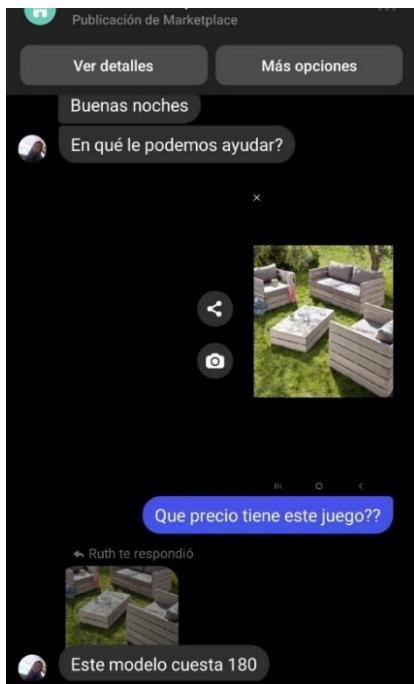 Publicación de Marketplace
Ver detalles
Más opciones
Buenas noches
En qué le podemos ayudar?
Que precio tiene este juego??
Ruth te respondió
Este modelo cuesta 180